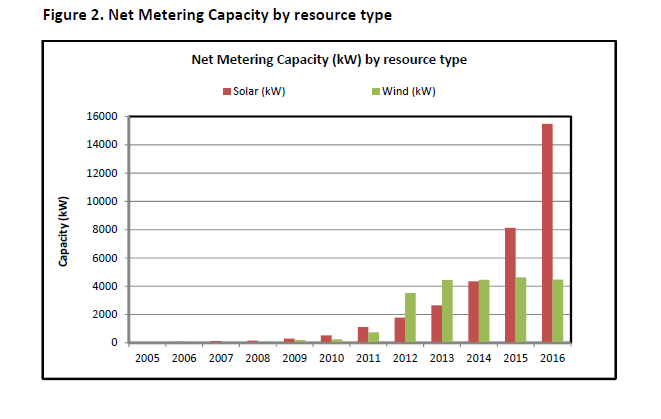 Figure 2. Net Metering Capacity by resource type
Net Metering Capacity (kW) by resource type
Solar (kW) Wind (kW)
16000
14000
12000
10000
8000
6000
4000
2000
0
Capacity (kW)
2005 2006 2007 2008 2009 2010 2011 2012 2013 2014 2015 2016